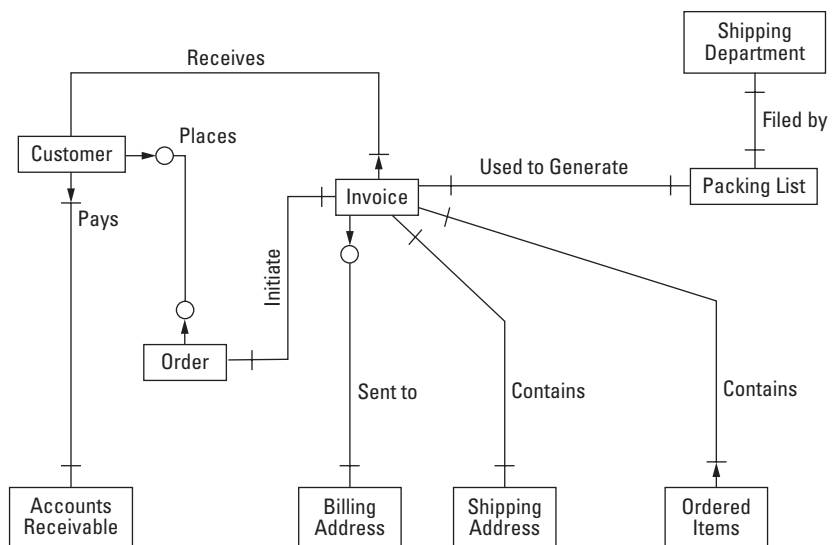 Shipping
Department
Receives
Places
Filed by
Customer
Used to Generate
Invoice
Packing List
Pays
Initiate
Order
Sent to
Contains
Contains
Accounts
Receivable
Billing
Address
Shipping
Address
Ordered
Items